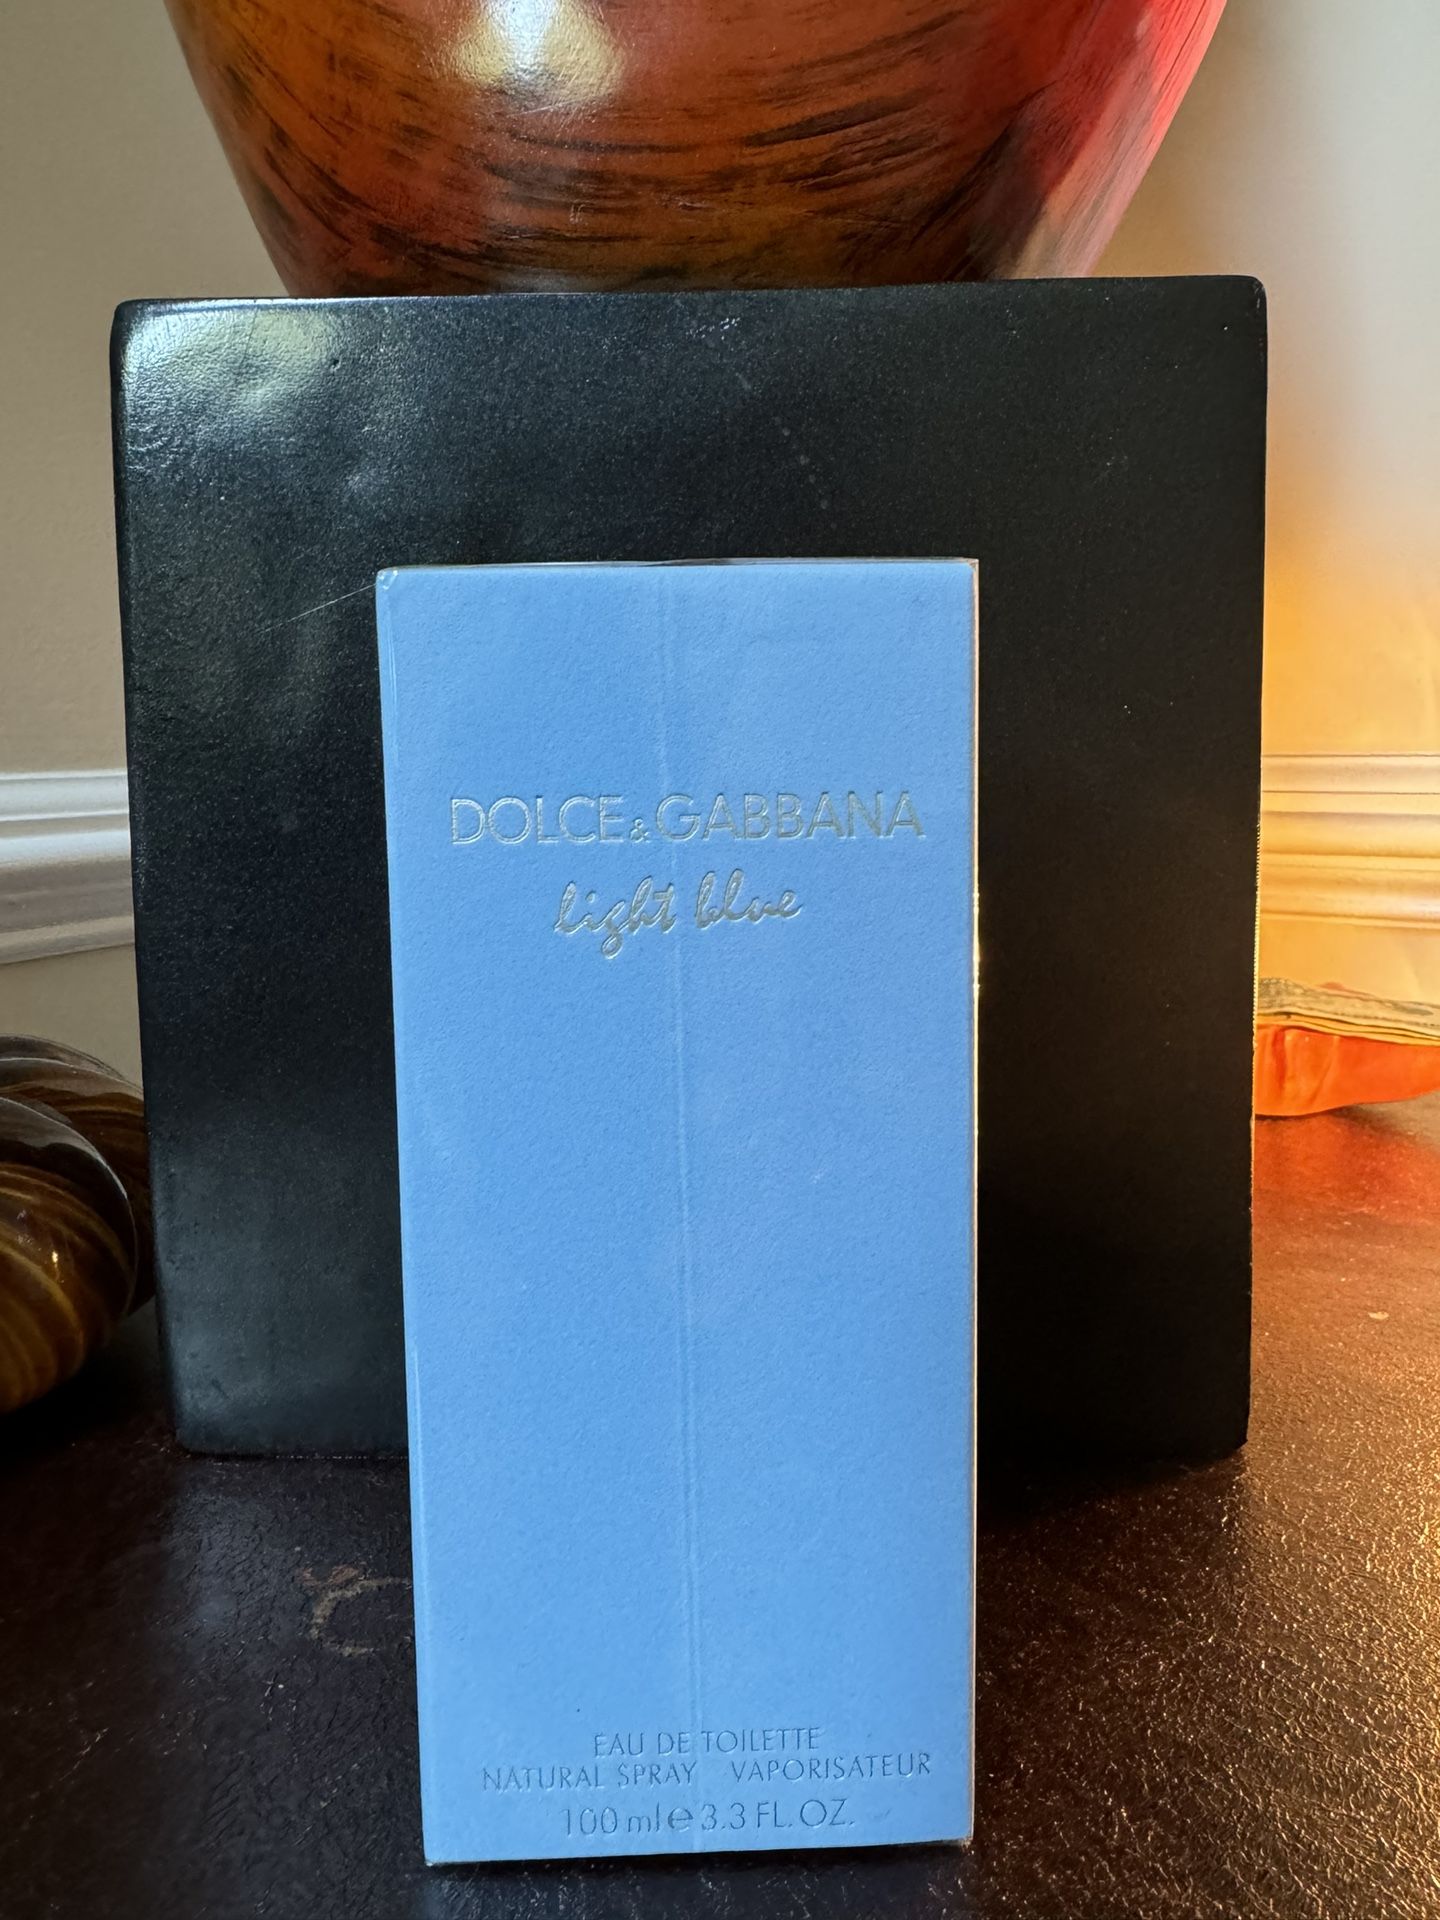 DOLCE&GABBANA
light blue
EAU DE TOILETTE
NATURAL SPRAY VAPORISATEUR
100 ml e 3.3 FL. OZ.